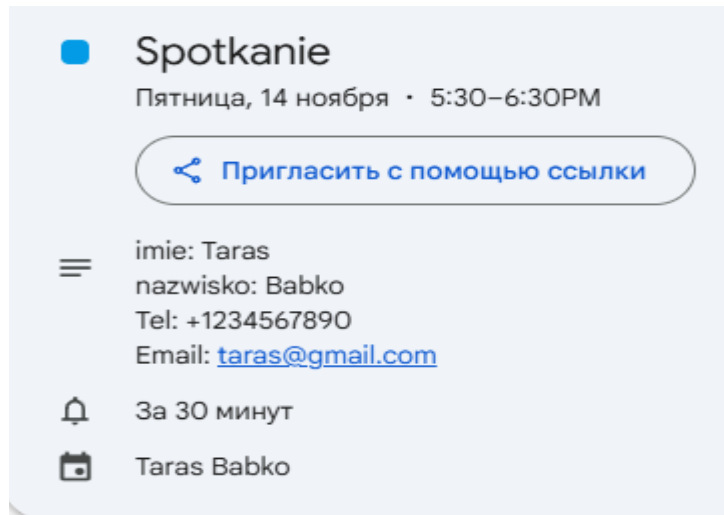 Spotkanie
Пятница, 14 ноября · 5:30–6:30PM
Пригласить с помощью ссылки
imie: Taras
nazwisko: Babko
Tel: +1234567890
Email: taras@gmail.com
За 30 минут
Taras Babko